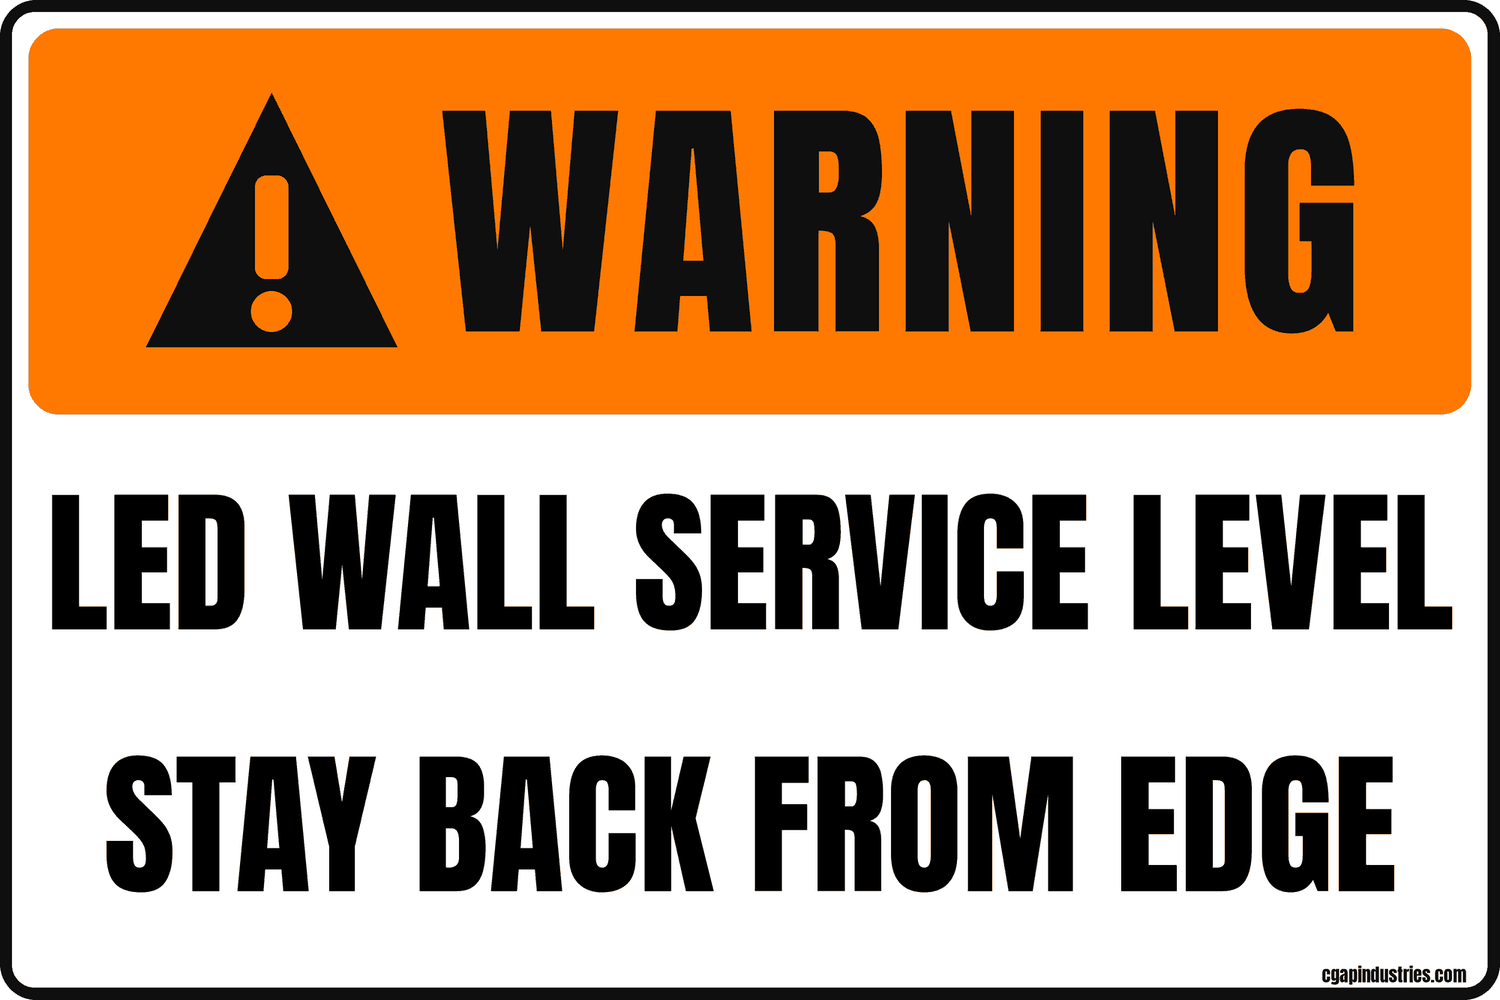 WARNING
LED WALL SERVICE LEVEL
STAY BACK FROM EDGE
cgapindustries.com